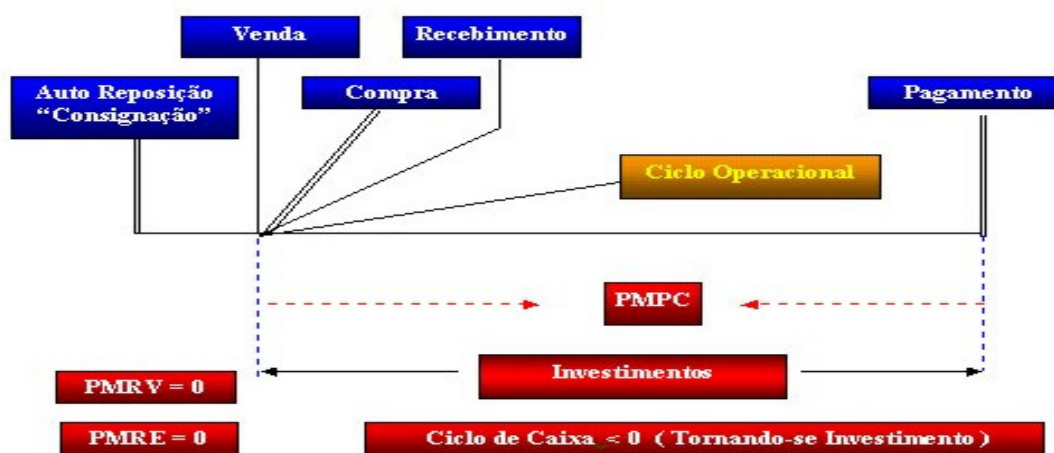 Venda
Recebimento
Auto Reposição
“Consignação”
Compra
Pagamento
Ciclo Operacional
PMPC
Investimentos
PMRV = 0
PMRE = 0
Ciclo de Caixa < 0 ( Tornando-se Investimento )